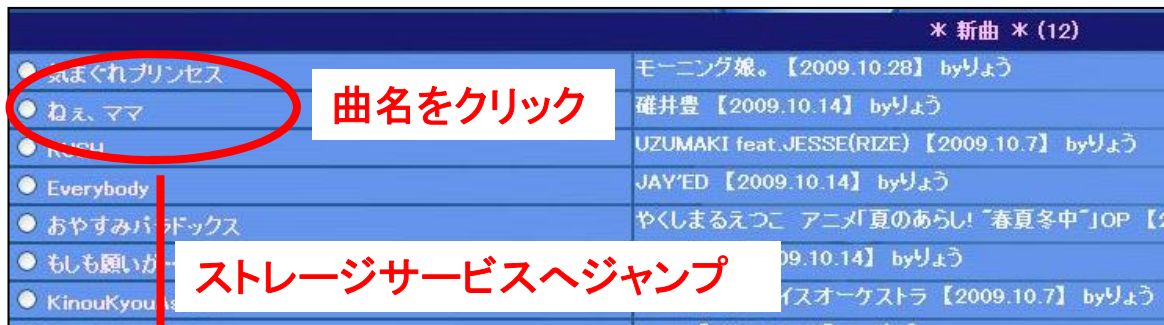 * 新曲 * (12)
気まぐれプリンセス モーニング娘。【2009.10.28】 byりょう
ねぇ、ママ 碓井豊 【2009.10.14】 byりょう
曲名をクリック
RUSH UZUMAKI feat.JESSE(RIZE) 【2009.10.7】 byりょう
Everybody JAY'ED 【2009.10.14】 byりょう
おやすみパラドックス やくしまるえつこ アニメ「夏のあらし! ~春夏冬中~」OP 【2
もしも願いが 09.10.14】 byりょう
ストレージサービスへジャンプ
KinouKyou イスオーケストラ 【2009.10.7】 byりょう